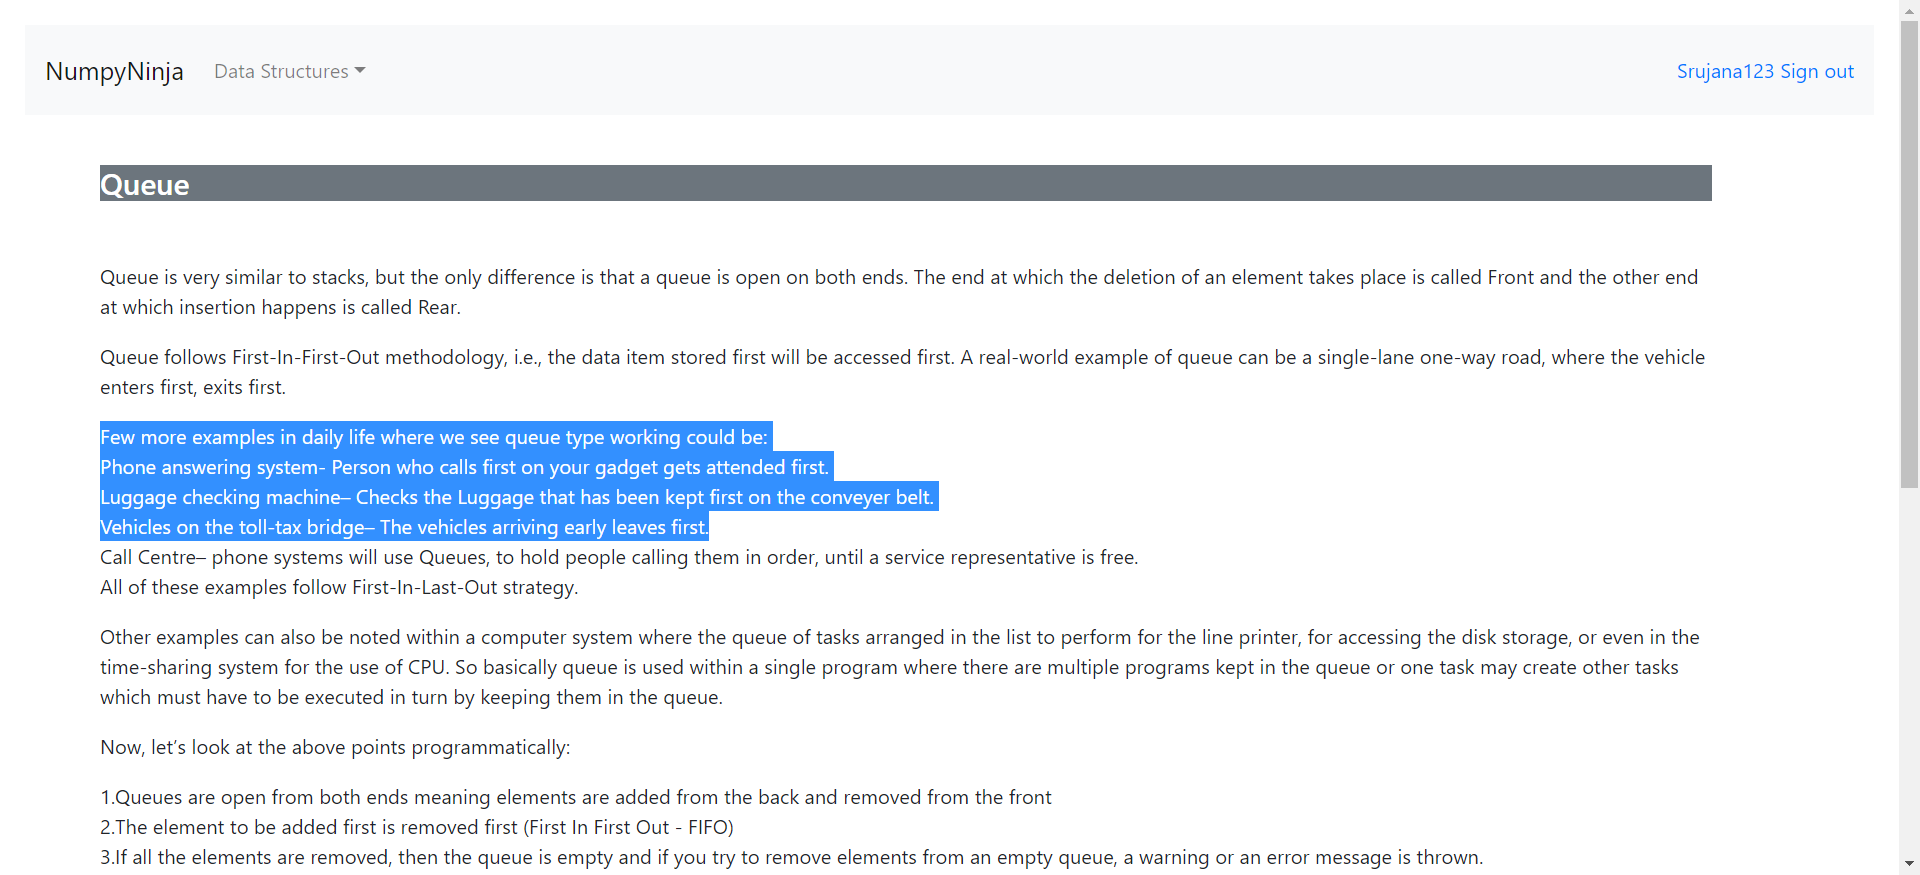 NumpyNinja Data Structures Srujana123 Sign out
Queue
Queue is very similar to stacks, but the only difference is that a queue is open on both ends. The end at which the deletion of an element takes place is called Front and the other end
at which insertion happens is called Rear.
Queue follows First-In-First-Out methodology, i.e., the data item stored first will be accessed first. A real-world example of queue can be a single-lane one-way road, where the vehicle
enters first, exits first.
Few more examples in daily life where we see queue type working could be:
Phone answering system- Person who calls first on your gadget gets attended first.
Luggage checking machine– Checks the Luggage that has been kept first on the conveyer belt.
Vehicles on the toll-tax bridge– The vehicles arriving early leaves first.
Call Centre– phone systems will use Queues, to hold people calling them in order, until a service representative is free.
All of these examples follow First-In-Last-Out strategy.
Other examples can also be noted within a computer system where the queue of tasks arranged in the list to perform for the line printer, for accessing the disk storage, or even in the
time-sharing system for the use of CPU. So basically queue is used within a single program where there are multiple programs kept in the queue or one task may create other tasks
which must have to be executed in turn by keeping them in the queue.
Now, let’s look at the above points programmatically:
1.Queues are open from both ends meaning elements are added from the back and removed from the front
2.The element to be added first is removed first (First In First Out - FIFO)
3.If all the elements are removed, then the queue is empty and if you try to remove elements from an empty queue, a warning or an error message is thrown.